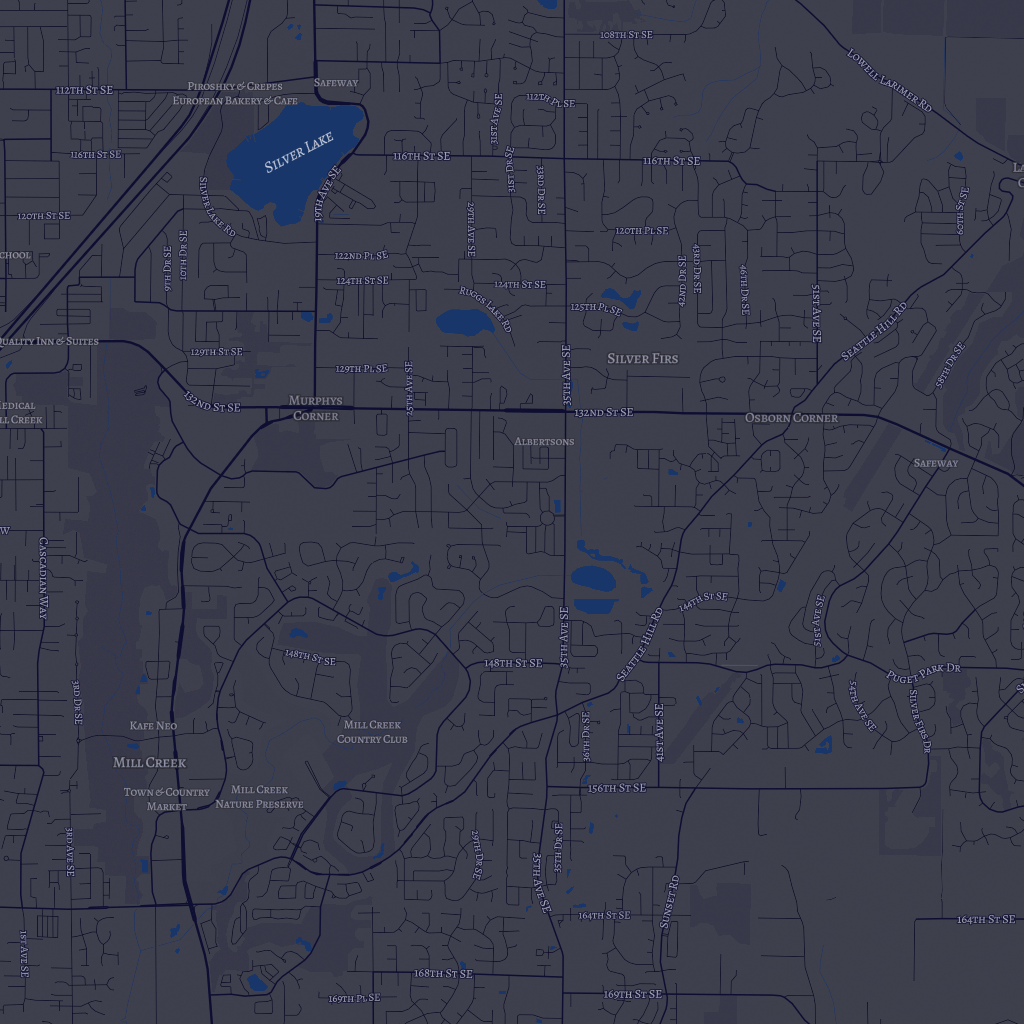 108th St SE
Lowell Larimer Rd
Safeway
Piroshky & Crepes
European Bakery & Cafe
112th St SE
112th Pl SE
31st Ave SE
Silver Lake
116th St SE
116th St SE
116th St SE
31st Dr SE
33rd Dr SE
19th Ave SE
Silver Lake Rd
120th St SE
29th Ave SE
120th Pl SE
60th St SE
chool
9th Dr SE
10th Dr SE
122nd Pl SE
124th St SE
124th St SE
42nd Dr SE
43rd Dr SE
46th Dr SE
51st Ave SE
Ruggs Lake Rd
125th Pl SE
Seattle Hill Rd
Quality Inn & Suites
129th St SE
129th Pl SE
Silver Firs
35th Ave SE
58th Dr SE
25th Ave SE
132nd St SE
Murphys
Corner
132nd St SE
Osborn Corner
edical
ll Creek
Albertsons
Safeway
W
Cascadian Way
144th St SE
51st Ave SE
35th Ave SE
Seattle Hill Rd
148th St SE
148th St SE
Puget Park Dr
3rd Dr SE
54th Ave SE
Silver Firs Dr
Kafe Neo
Mill Creek
Country Club
36th Dr SE
41st Ave SE
Mill Creek
Town & Country
Market
Mill Creek
Nature Preserve
156th St SE
3rd Ave SE
29th Dr SE
35th Dr SE
35th Ave SE
Sunset Rd
164th St SE
164th St SE
1st Ave SE
168th St SE
169th Pl SE
169th St SE